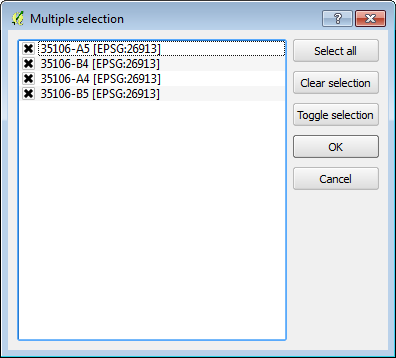 Multiple selection
35106-A5 [EPSG:26913]
35106-B4 [EPSG:26913]
35106-A4 [EPSG:26913]
35106-B5 [EPSG:26913]
Select all
Clear selection
Toggle selection
OK
Cancel